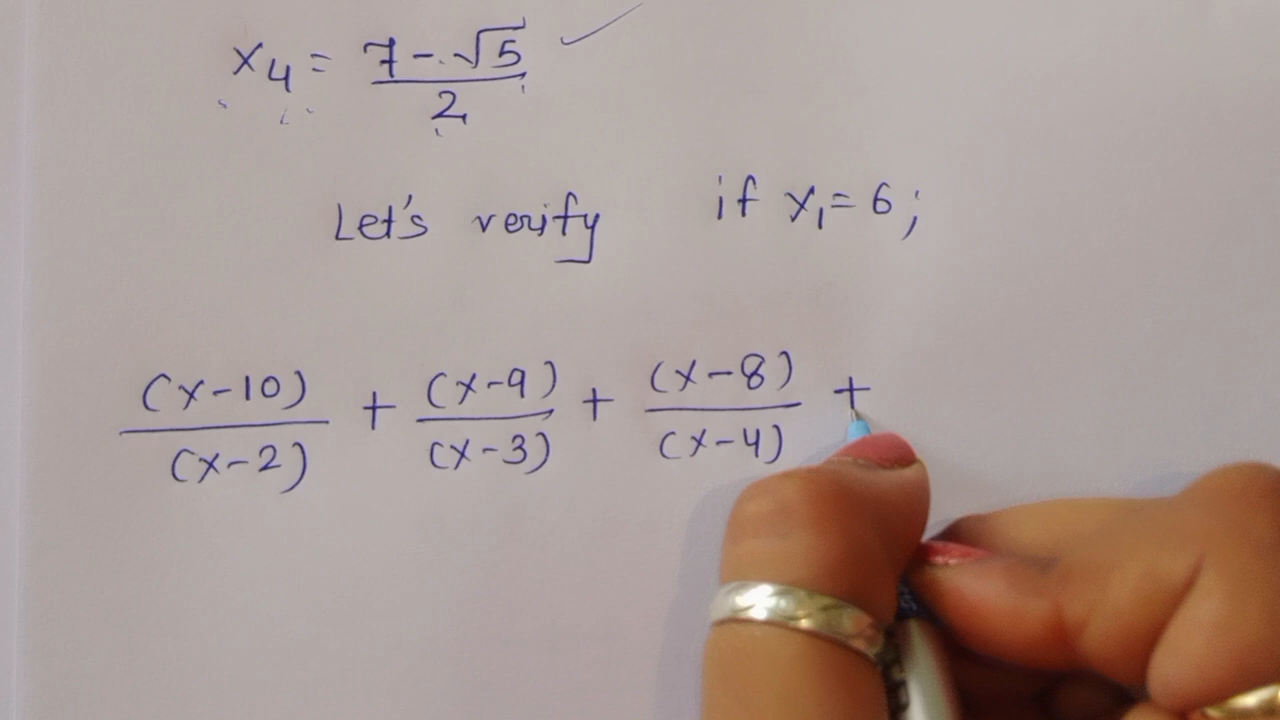 x₄ = (7-√5)/2 ✓
Let's verify if x₁=6;
(x-10)/(x-2) + (x-9)/(x-3) + (x-8)/(x-4) +